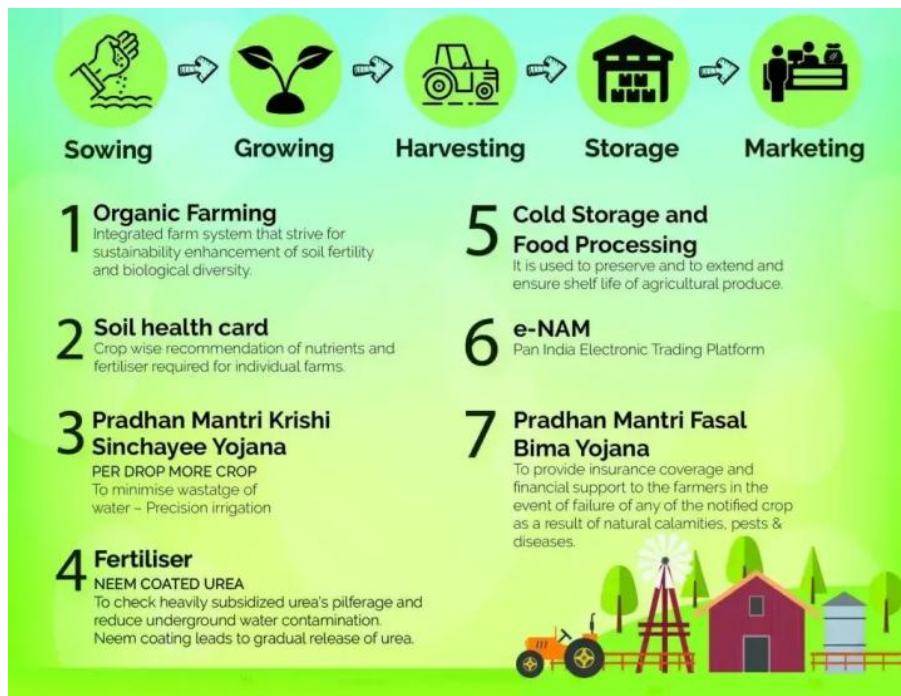 Sowing
Growing
Harvesting
Storage
Marketing
1 Organic Farming
Integrated farm system that strive for
sustainability enhancement of soil fertility
and biological diversity.
2 Soil health card
Crop wise recommendation of nutrients and
fertiliser required for individual farms.
3 Pradhan Mantri Krishi
Sinchayee Yojana
PER DROP MORE CROP
To minimise wastatge of
water – Precision irrigation
4 Fertiliser
NEEM COATED UREA
To check heavily subsidized urea's pilferage and
reduce underground water contamination.
Neem coating leads to gradual release of urea.
5 Cold Storage and
Food Processing
It is used to preserve and to extend and
ensure shelf life of agricultural produce.
6 e-NAM
Pan India Electronic Trading Platform
7 Pradhan Mantri Fasal
Bima Yojana
To provide insurance coverage and
financial support to the farmers in the
event of failure of any of the notified crop
as a result of natural calamities, pests &
diseases.